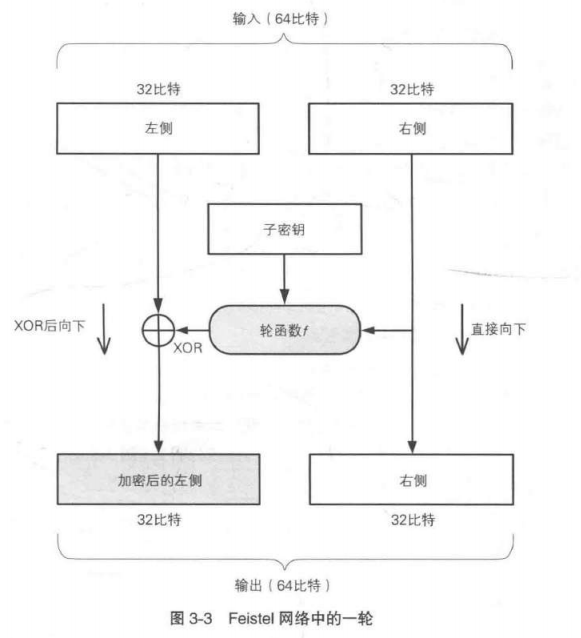 输入（64比特）
32比特
32比特
左侧
右侧
子密钥
XOR后向下
轮函数f
直接向下
XOR
加密后的左侧
右侧
32比特
32比特
输出（64比特）
图 3-3 Feistel 网络中的一轮